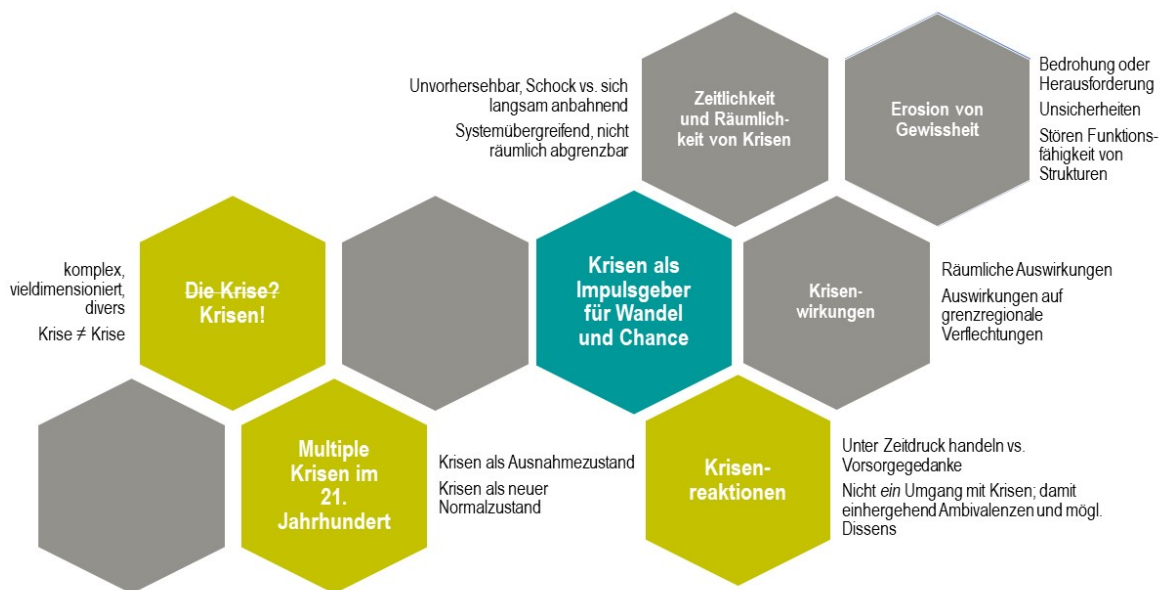 Unvorhersehbar, Schock vs. sich
langsam anbahnend
Systemübergreifend, nicht
räumlich abgrenzbar
Zeitlichkeit
und Räumlich-
keit von Krisen
Erosion von
Gewissheit
Bedrohung oder
Herausforderung
Unsicherheiten
Stören Funktions-
fähigkeit von
Strukturen
komplex,
vieldimensioniert,
divers
Krise ≠ Krise
Die Krise?
Krisen!
Krisen als
Impulsgeber
für Wandel
und Chance
Krisen-
wirkungen
Räumliche Auswirkungen
Auswirkungen auf
grenzregionale
Verflechtungen
Multiple
Krisen im
21.
Jahrhundert
Krisen als Ausnahmezustand
Krisen als neuer
Normalzustand
Krisen-
reaktionen
Unter Zeitdruck handeln vs.
Vorsorgegedanke
Nicht ein Umgang mit Krisen; damit
einhergehend Ambivalenzen und mögl.
Dissens